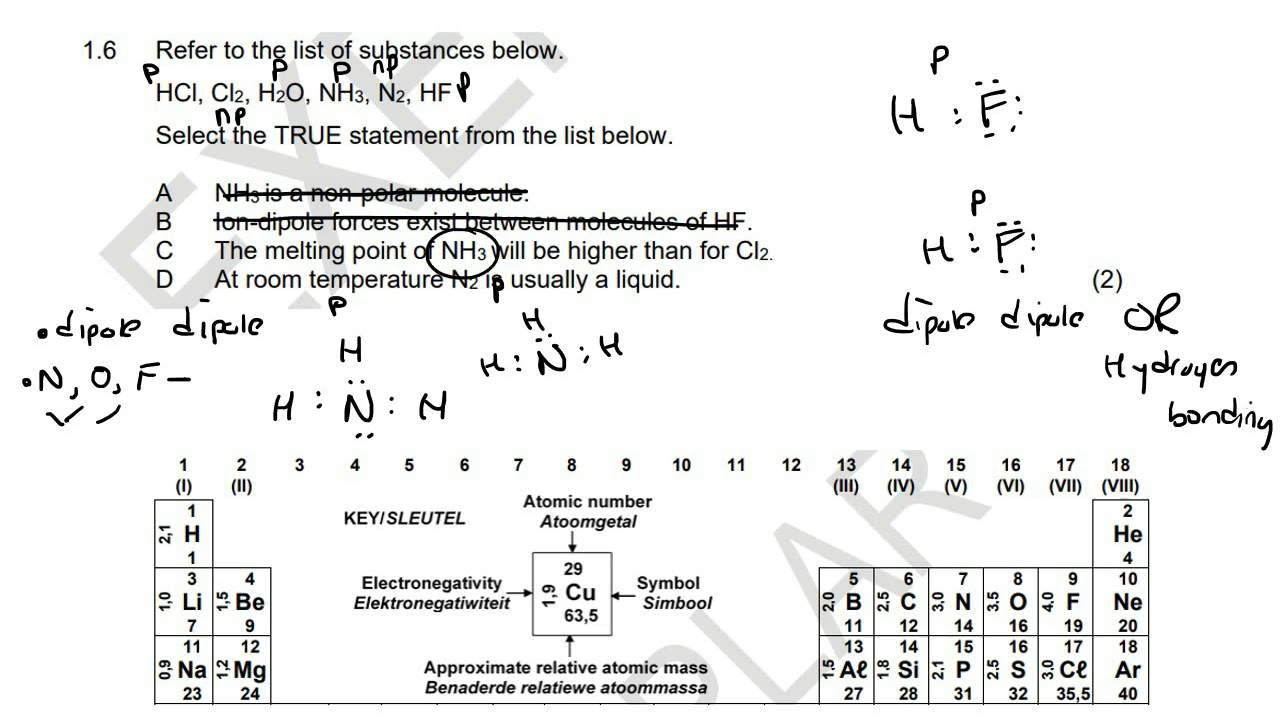 1.6 Refer to the list of substances below.
p p p np
HCl, Cl2, H2O, NH3, N2, HF p
np
Select the TRUE statement from the list below.
A NH3 is a non-polar molecule.
B Ion-dipole forces exist between molecules of HF.
C The melting point of NH3 will be higher than for Cl2.
D At room temperature N2 is usually a liquid.
(2)
p
H : F :
p
H : F :
dipole dipole OR
Hydrogen
bonding
• dipole dipole
• N, O, F –
p
H
H : N : H
p
H
H : N : H
1 2 3 4 5 6 7 8 9 10 11 12 13 14 15 16 17 18
(I) (II) (III) (IV) (V) (VI) (VII) (VIII)
KEY/SLEUTEL
Atomic number
Atoomgetal
Electronegativity
Elektronegatiwiteit
29
1,9 Cu
63,5
Symbol
Simbool
Approximate relative atomic mass
Benaderde relatiewe atoommassa
1 2
2,1 H He
1 4
3 4 5 6 7 8 9 10
1,0 Li 1,5 Be 2,0 B 2,5 C 3,0 N 3,5 O 4,0 F Ne
7 9 11 12 14 16 19 20
11 12 13 14 15 16 17 18
0,9 Na 1,2 Mg 1,5 Aℓ 1,8 Si 2,1 P 2,5 S 3,0 Cℓ Ar
23 24 27 28 31 32 35,5 40